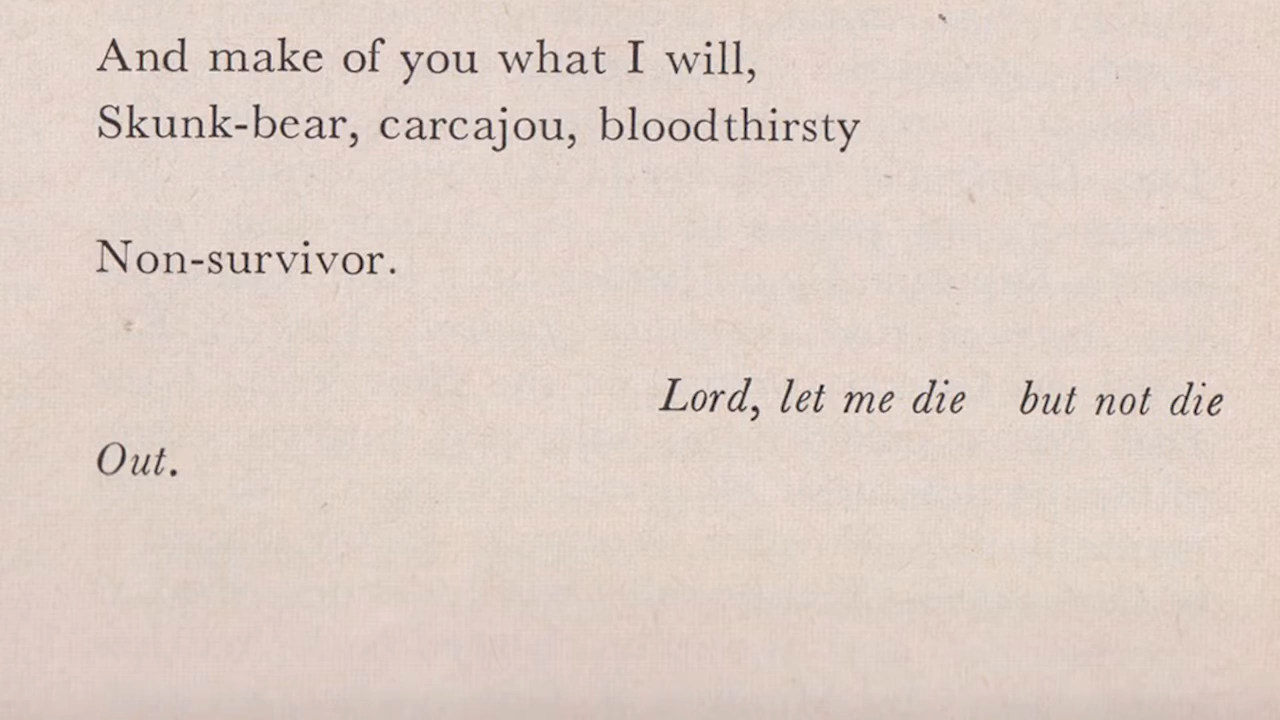 And make of you what I will,
Skunk-bear, carcajou, bloodthirsty
Non-survivor.
Lord, let me die but not die
Out.